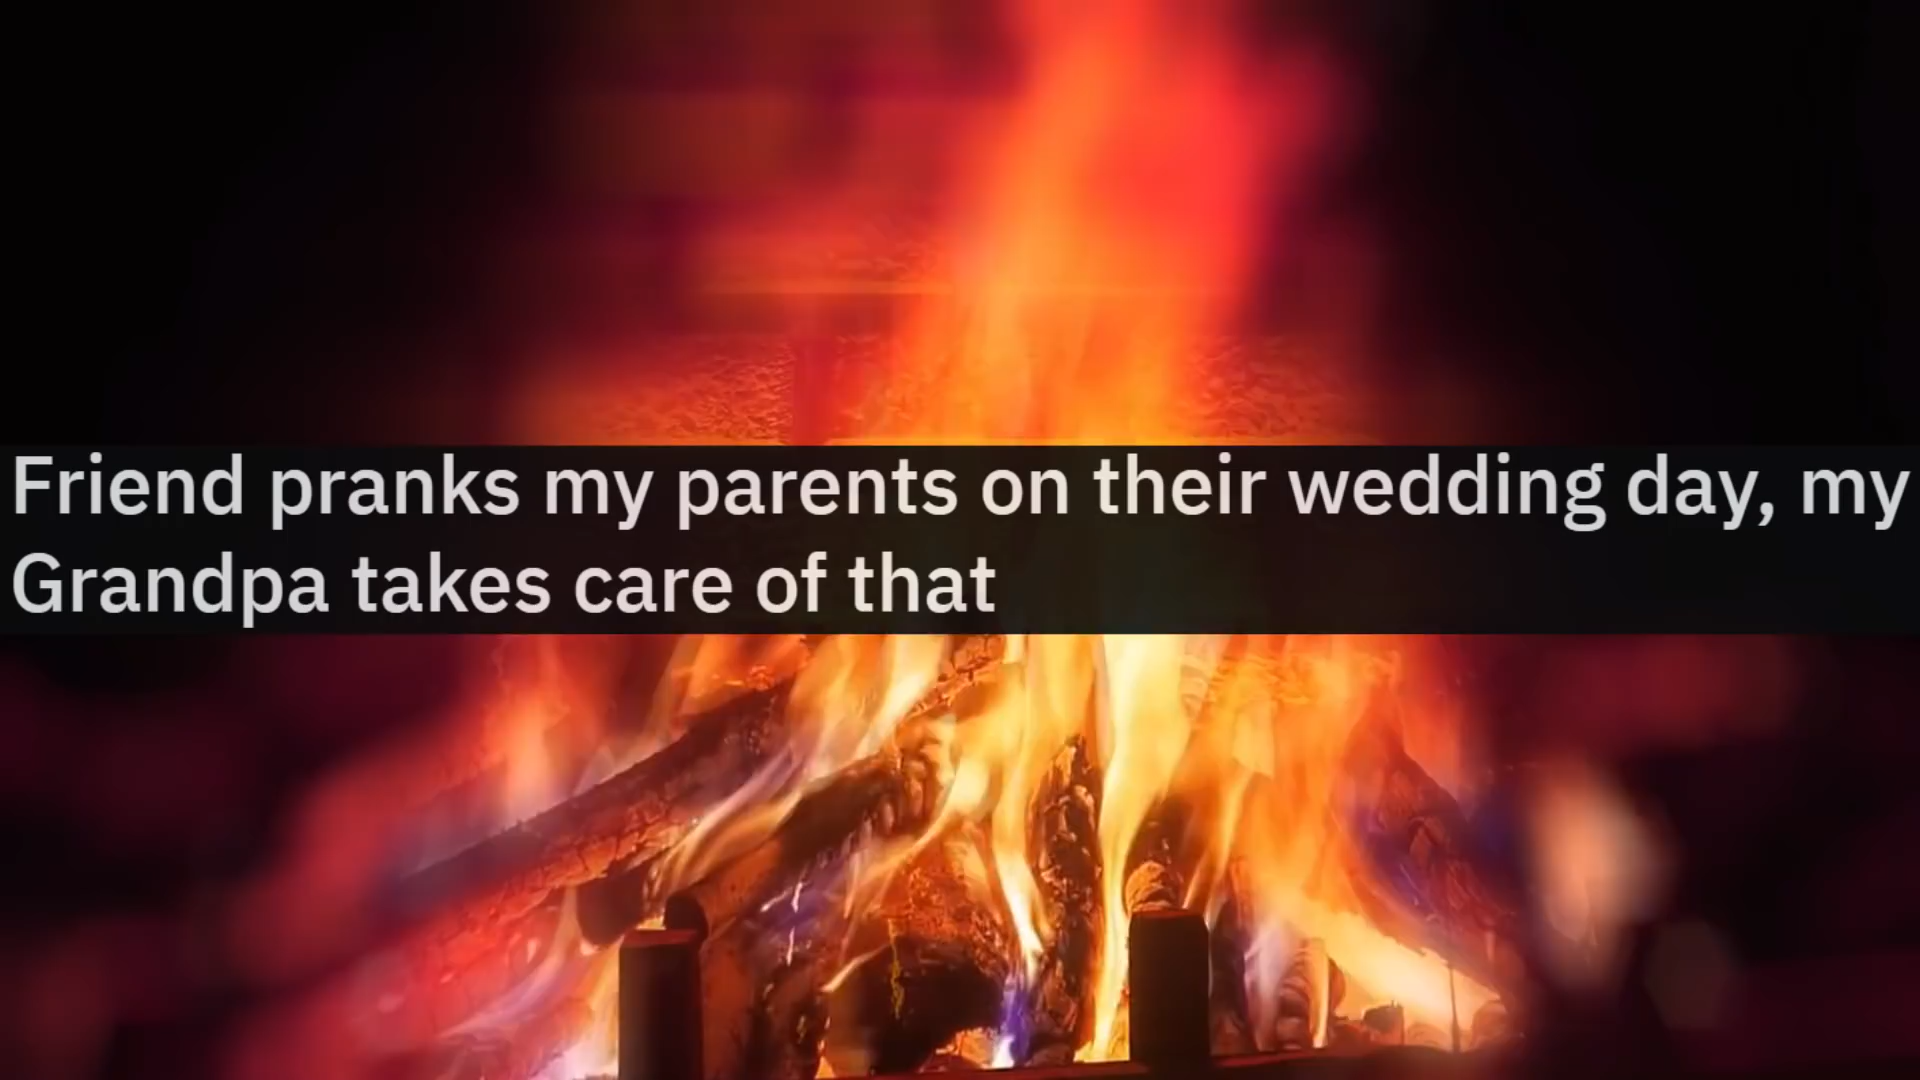 Friend pranks my parents on their wedding day, my
Grandpa takes care of that